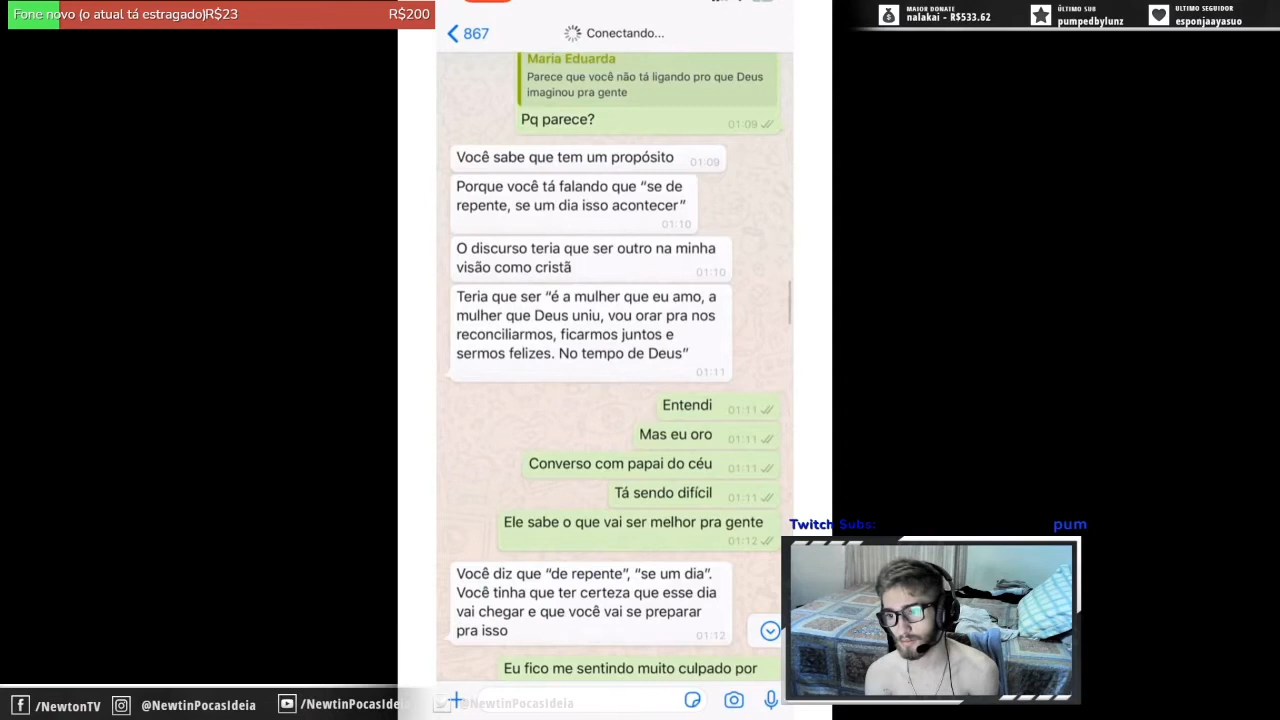 Fone novo (o atual tá estragado)R$23
R$200
MAIOR DONATE
nalakai - R$533.62
ÚLTIMO SUB
pumpedbylunz
ULTIMO SEGUIDOR
esponjaayasuo
867
Conectando...
Maria Eduarda
Parece que você não tá ligando pro que Deus
imaginou pra gente
Pq parece?
01:09
Você sabe que tem um propósito
01:09
Porque você tá falando que “se de
repente, se um dia isso acontecer”
01:10
O discurso teria que ser outro na minha
visão como cristã
01:10
Teria que ser “é a mulher que eu amo, a
mulher que Deus uniu, vou orar pra nos
reconciliarmos, ficarmos juntos e
sermos felizes. No tempo de Deus”
01:11
Entendi
01:11
Mas eu oro
01:11
Converso com papai do céu
01:11
Tá sendo difícil
01:11
Ele sabe o que vai ser melhor pra gente
01:12
Você diz que “de repente”, “se um dia”.
Você tinha que ter certeza que esse dia
vai chegar e que você vai se preparar
pra isso
01:12
Eu fico me sentindo muito culpado por
Twitch Subs:
pum
/NewtonTV
@NewtinPocasIdeia
/NewtinPocasIdeia
@NewtinPocasIdeia